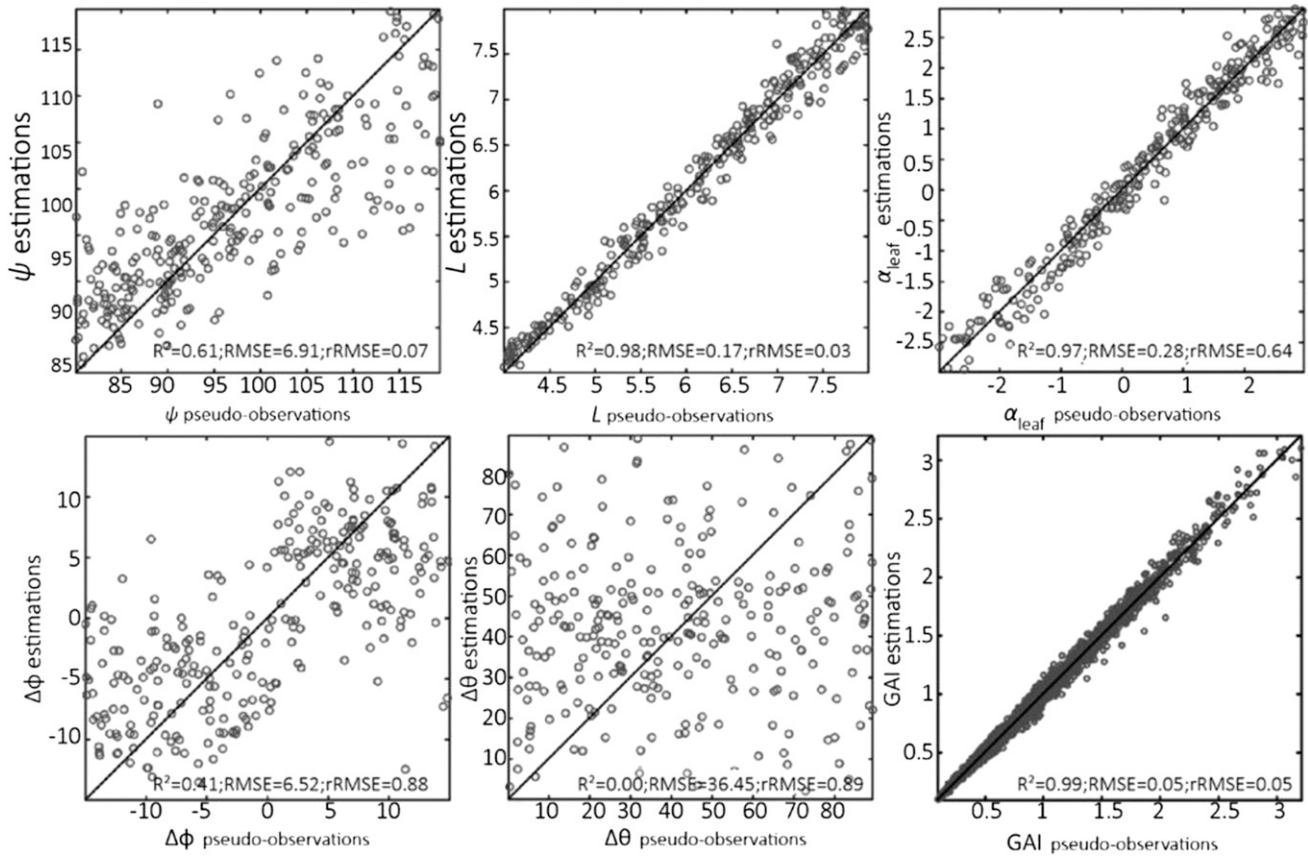 115
110
105
100
95
90
85
ψ estimations
R²=0.61;RMSE=6.91;rRMSE=0.07
85 90 95 100 105 110 115
ψ pseudo-observations
7.5
7
6.5
6
5.5
5
4.5
L estimations
R²=0.98;RMSE=0.17;rRMSE=0.03
4.5 5 5.5 6 6.5 7 7.5
L pseudo-observations
2.5
2
1.5
1
0.5
0
-0.5
-1
-1.5
-2
-2.5
αleaf estimations
R²=0.97;RMSE=0.28;rRMSE=0.64
-2 -1 0 1 2
αleaf pseudo-observations
10
5
0
-5
-10
Δϕ estimations
R²=0.41;RMSE=6.52;rRMSE=0.88
-10 -5 0 5 10
Δϕ pseudo-observations
80
70
60
50
40
30
20
10
Δθ estimations
R²=0.00;RMSE=36.45;rRMSE=0.89
10 20 30 40 50 60 70 80
Δθ pseudo-observations
3
2.5
2
1.5
1
0.5
GAI estimations
R²=0.99;RMSE=0.05;rRMSE=0.05
0.5 1 1.5 2 2.5 3
GAI pseudo-observations